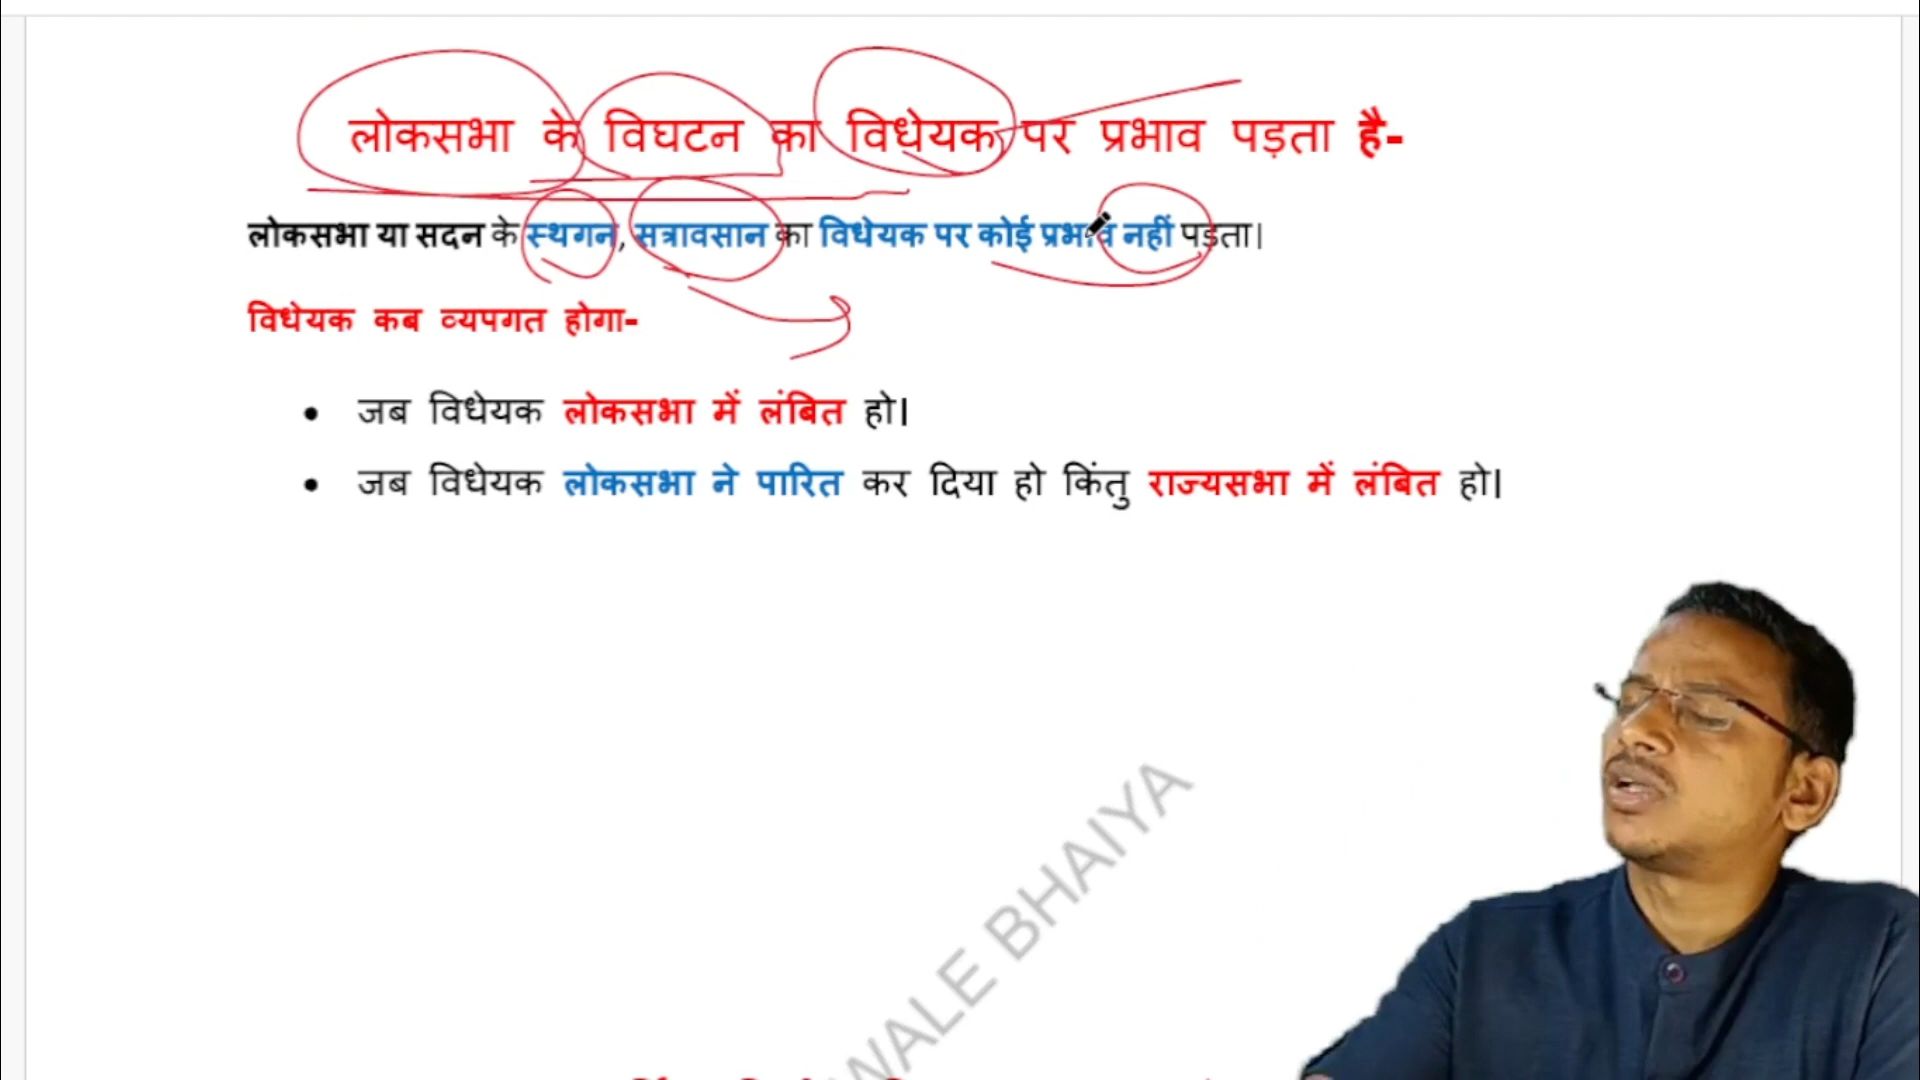 लोकसभा के विघटन का विधेयक पर प्रभाव पड़ता है-
लोकसभा या सदन के स्थगन, सत्रावसान का विधेयक पर कोई प्रभाव नहीं पड़ता।
विधेयक कब व्यपगत होगा-
• जब विधेयक लोकसभा में लंबित हो।
• जब विधेयक लोकसभा ने पारित कर दिया हो किंतु राज्यसभा में लंबित हो।
WALE BHAIYA